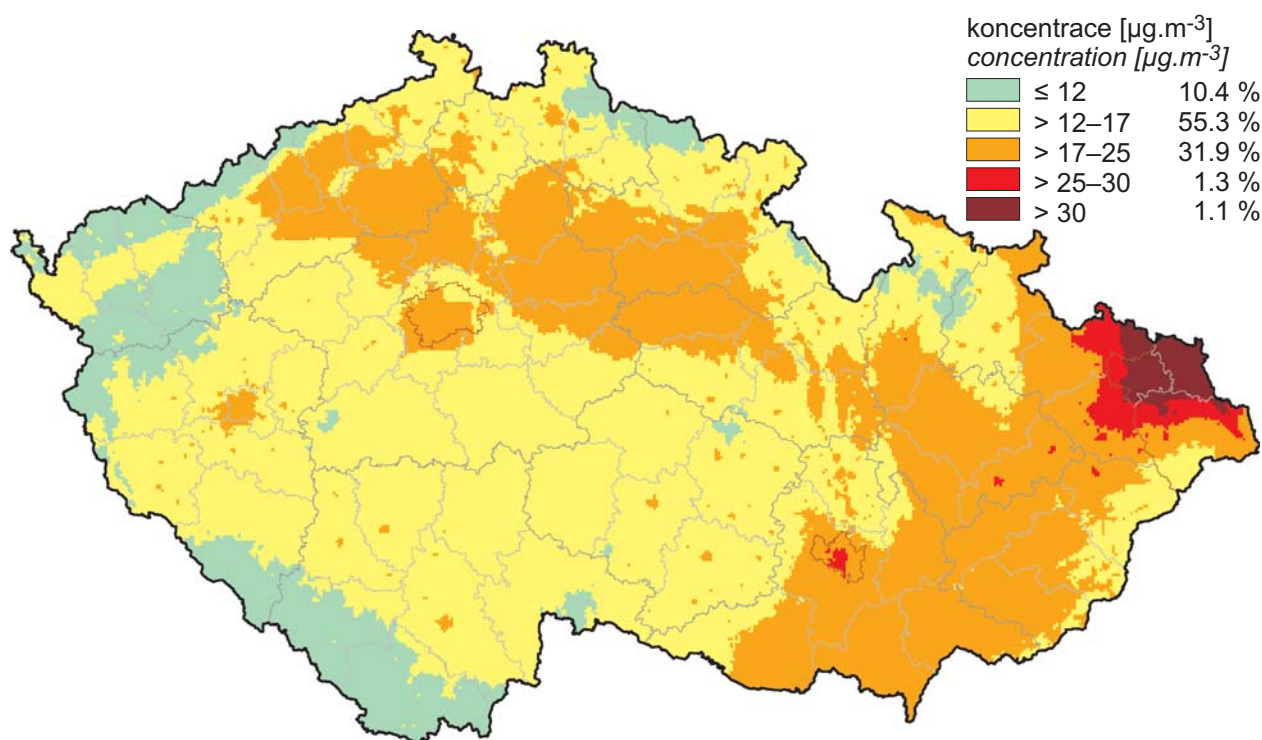 koncentrace [µg.m-3]
concentration [µg.m-3]
≤ 12 10.4 %
> 12–17 55.3 %
> 17–25 31.9 %
> 25–30 1.3 %
> 30 1.1 %